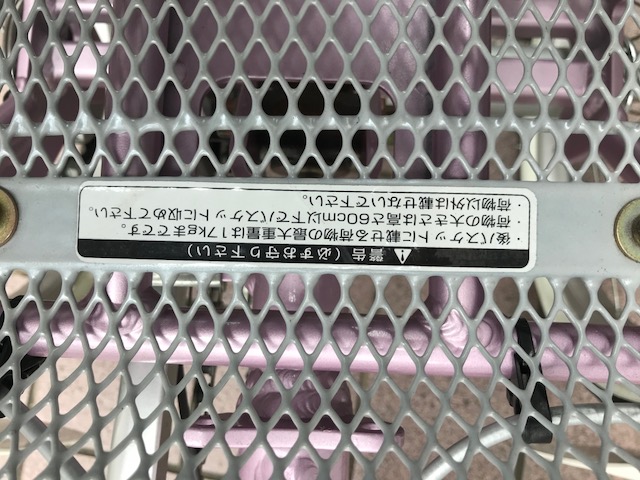 警告（必ずお守り下さい）
・後バスケットに載せる荷物の最大重量は17kgまでです。
・荷物の大きさは高さ60cm以下でバスケットに収めて下さい。
・荷物以外は載せないで下さい。